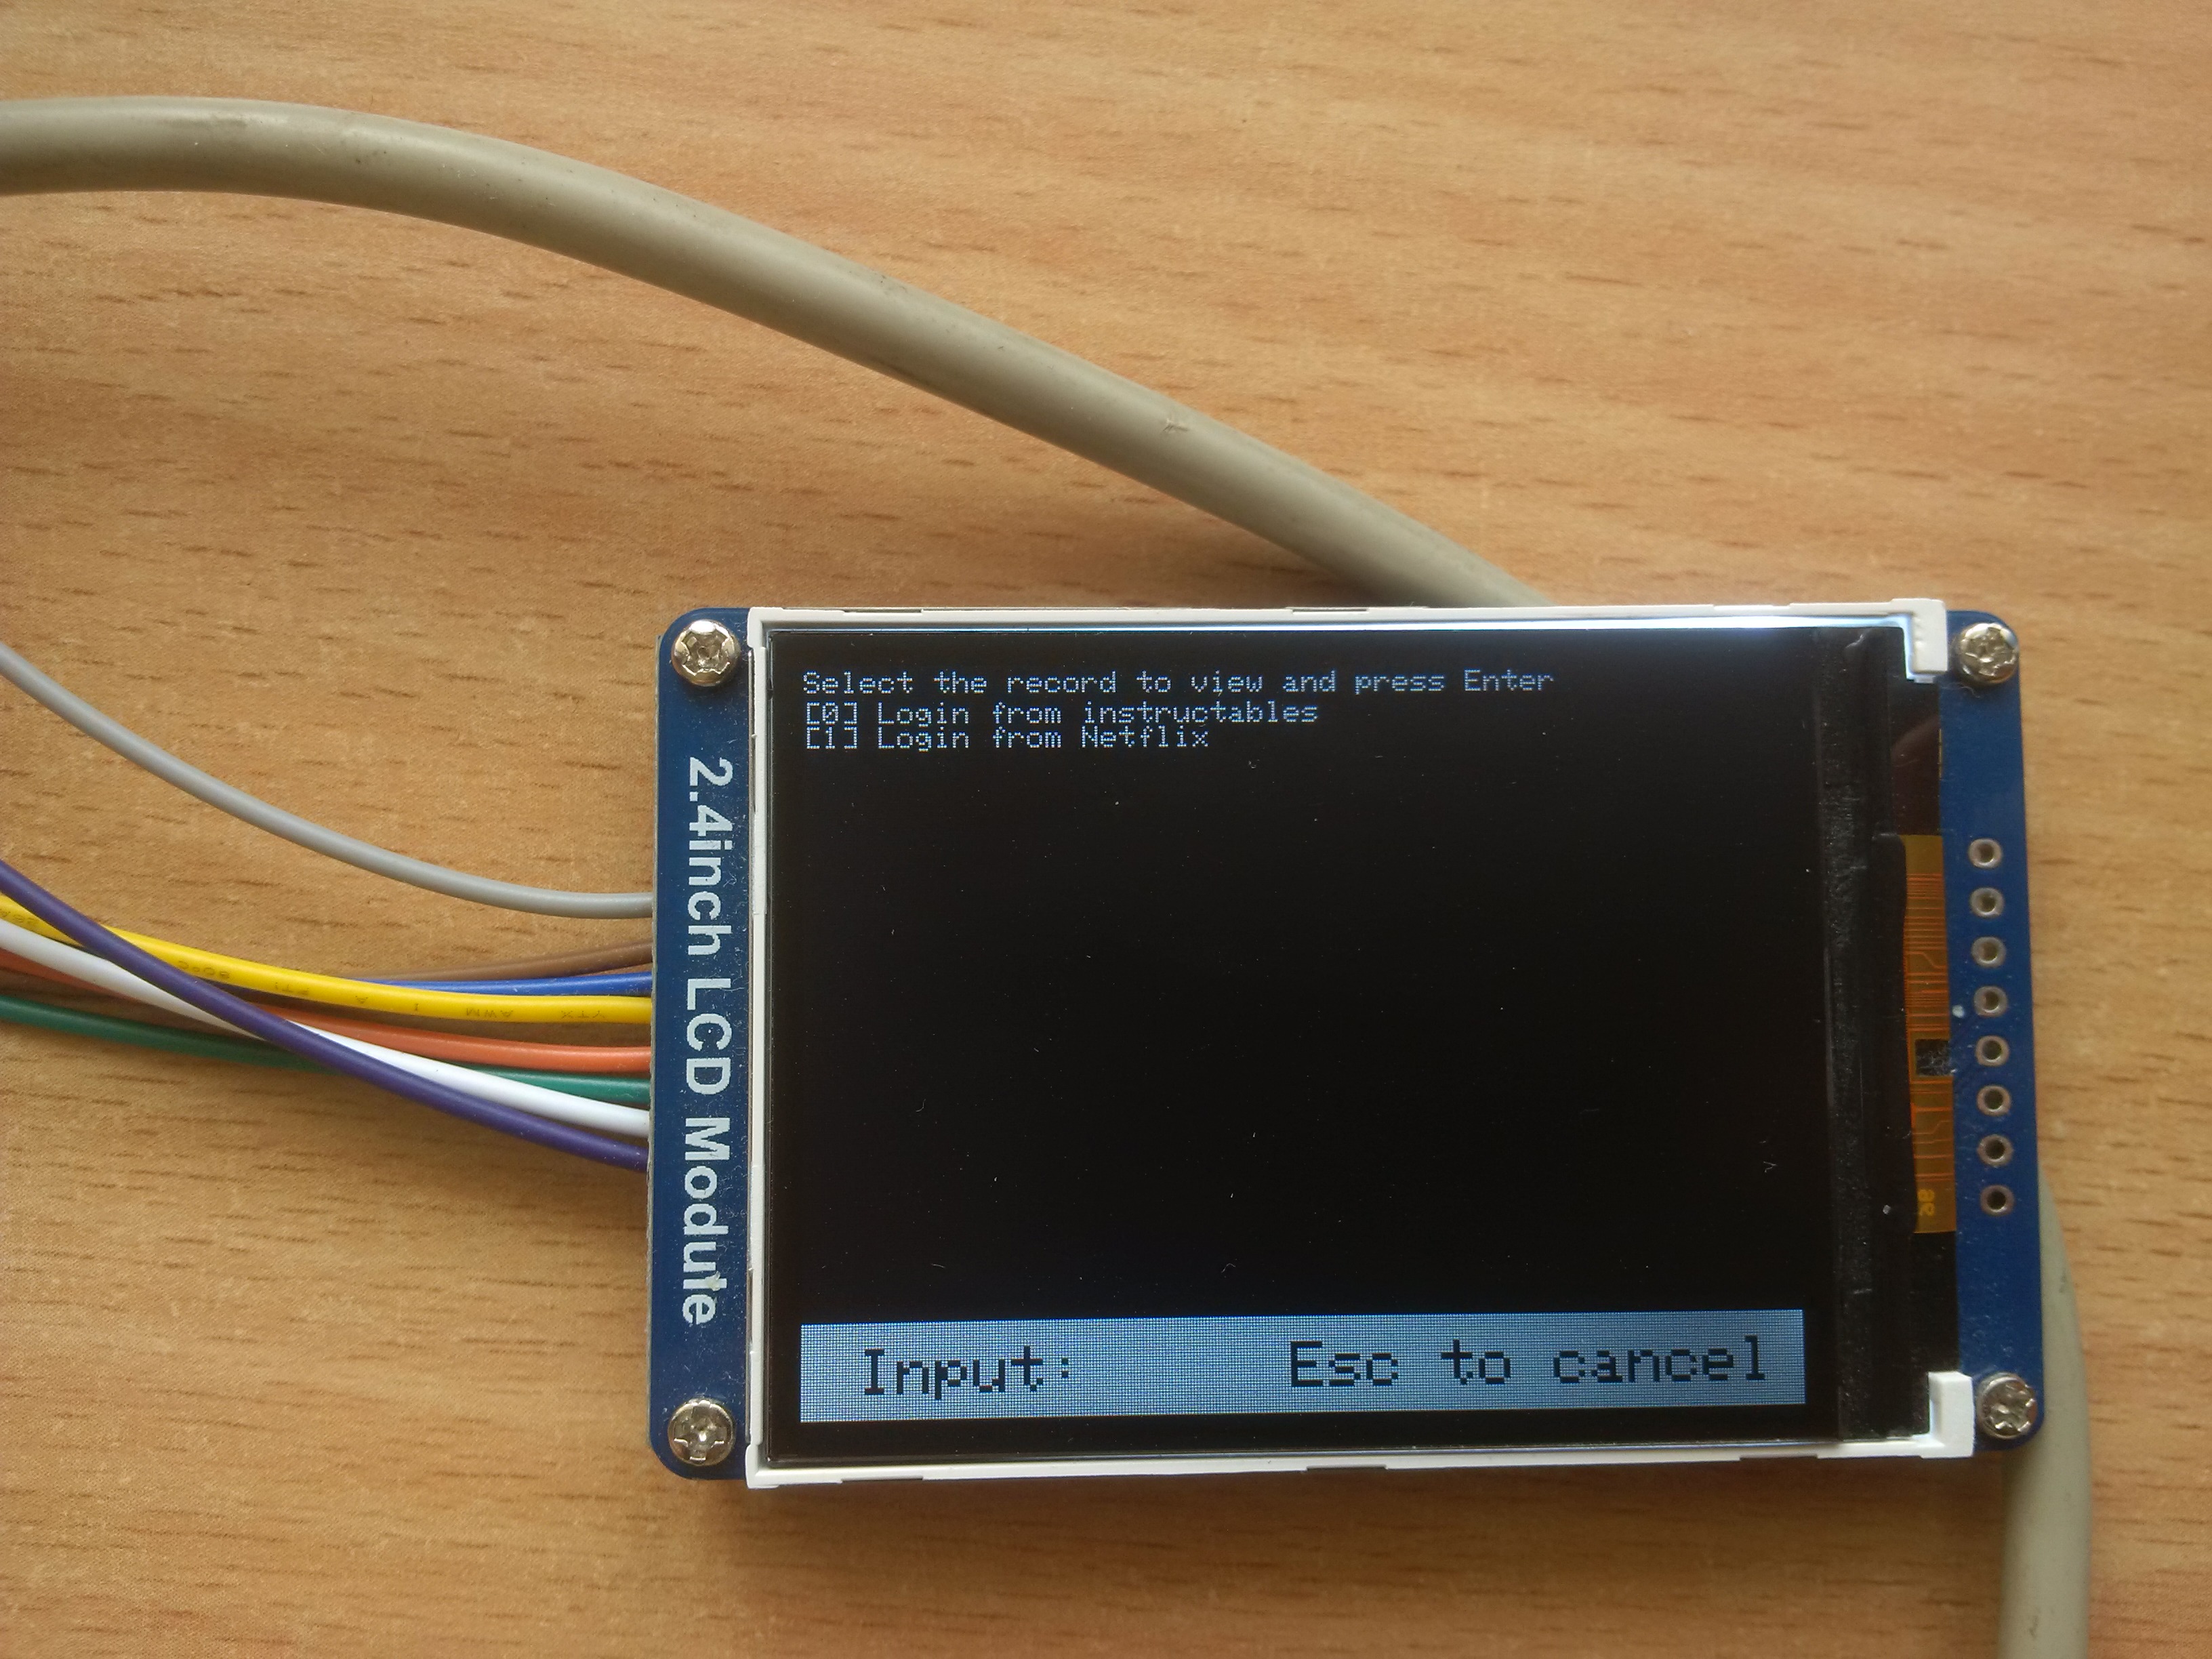 Select the record to view and press Enter
[0] Login from instructables
[1] Login from Netflix
Input: Esc to cancel
2.4inch LCD Module